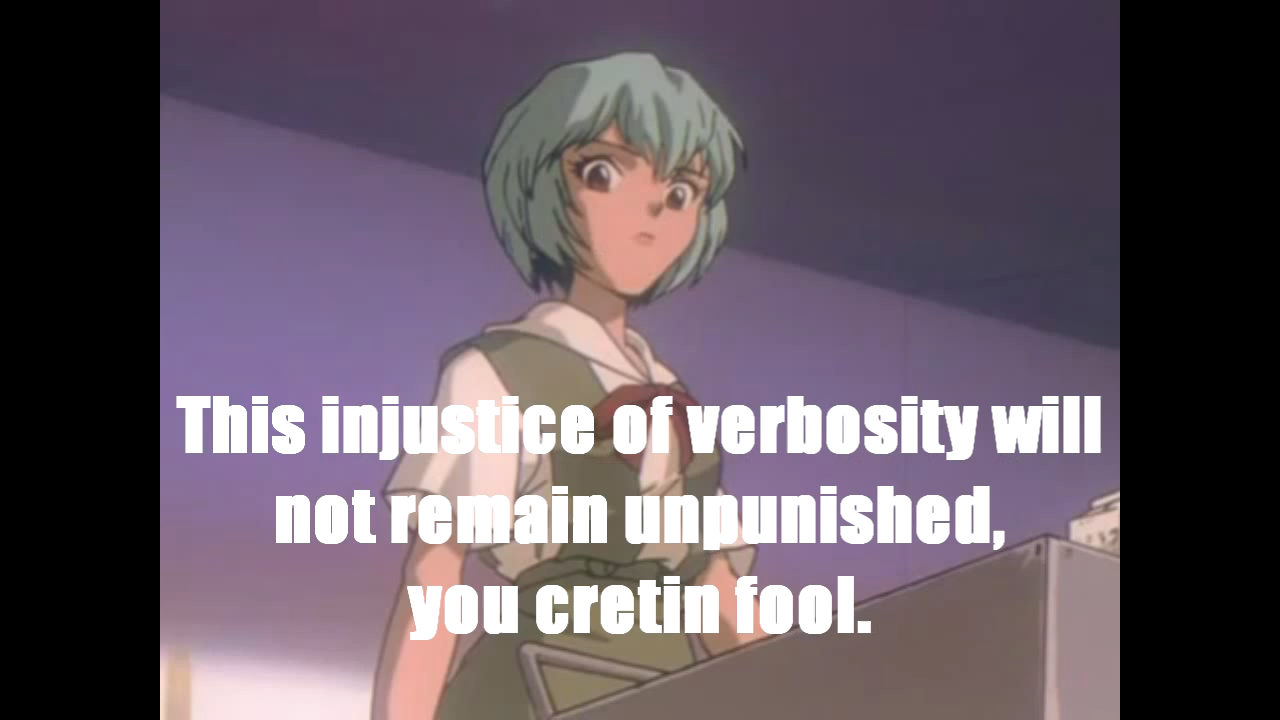 This injustice of verbosity will
not remain unpunished,
you cretin fool.